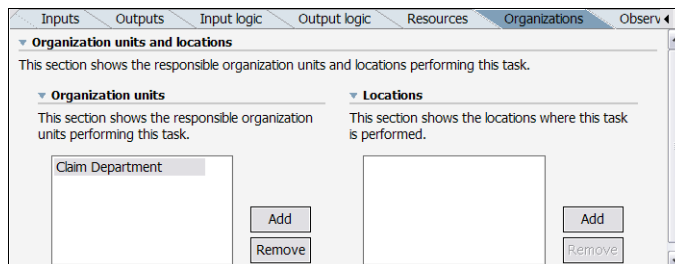 Inputs Outputs Input logic Output logic Resources Organizations Observ
Organization units and locations
This section shows the responsible organization units and locations performing this task.
Organization units
This section shows the responsible organization
units performing this task.
Claim Department
Add
Remove
Locations
This section shows the locations where this task
is performed.
Add
Remove